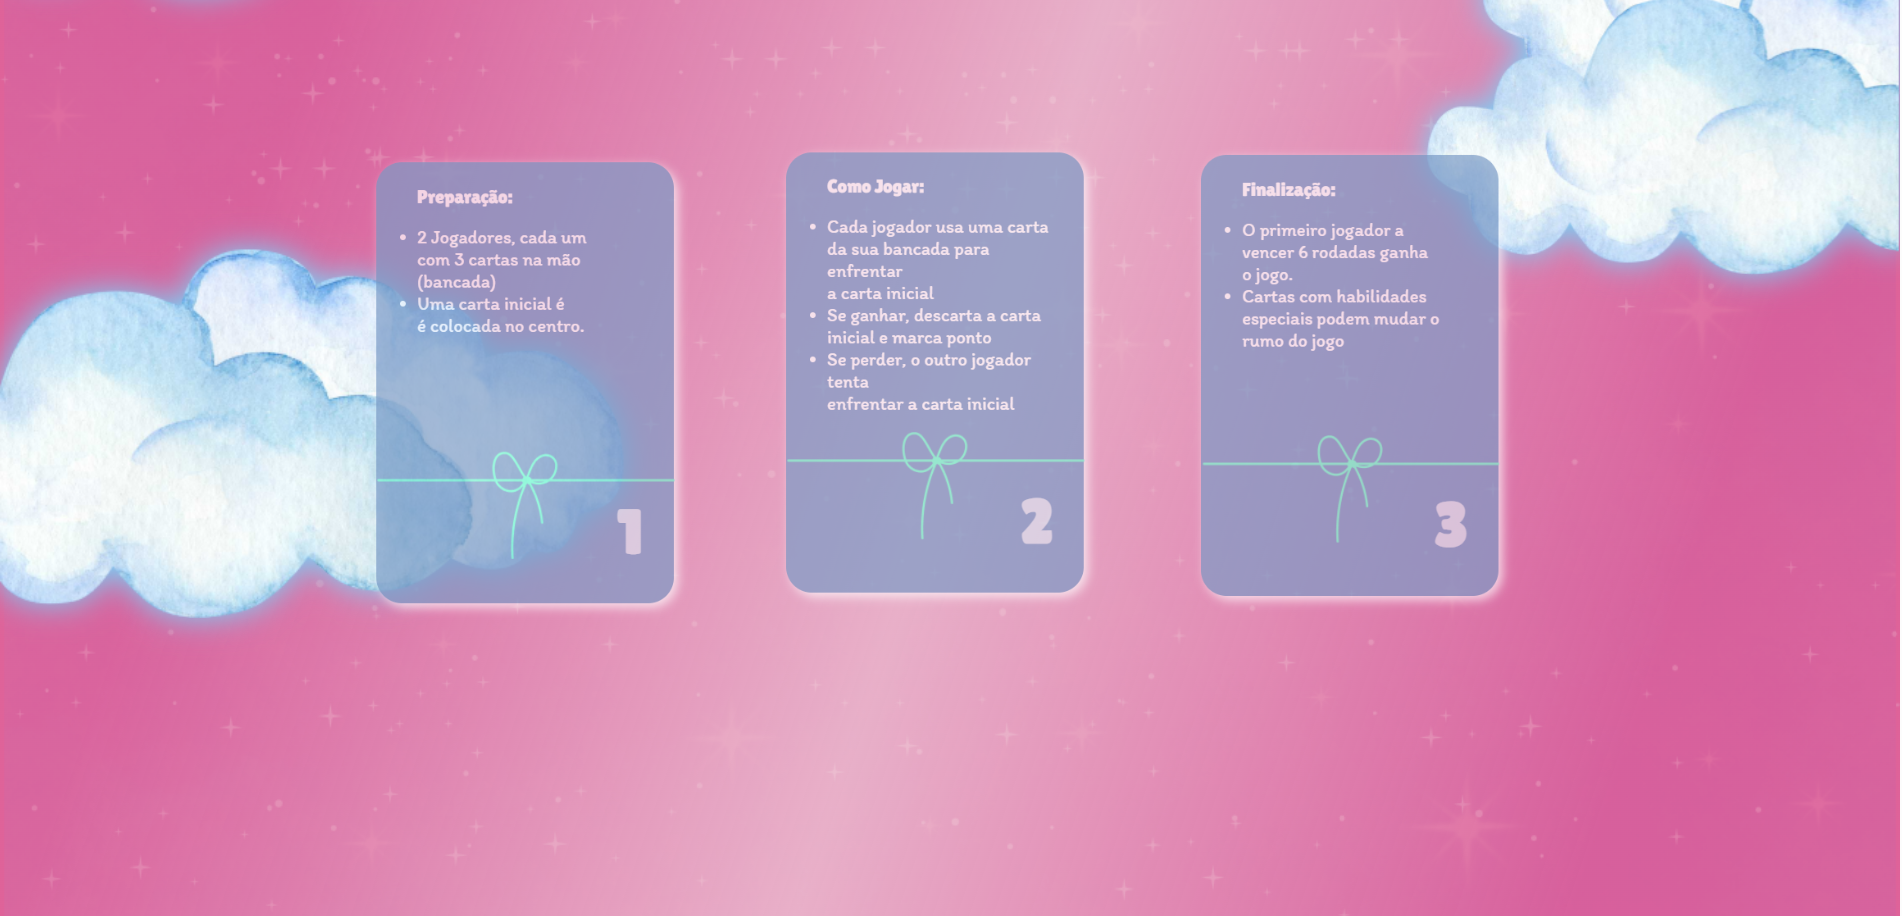 Preparação:
• 2 Jogadores, cada um
com 3 cartas na mão
(bancada)
• Uma carta inicial é
é colocada no centro.
1
Como Jogar:
• Cada jogador usa uma carta
da sua bancada para
enfrentar
a carta inicial
• Se ganhar, descarta a carta
inicial e marca ponto
• Se perder, o outro jogador
tenta
enfrentar a carta inicial
2
Finalização:
• O primeiro jogador a
vencer 6 rodadas ganha
o jogo.
• Cartas com habilidades
especiais podem mudar o
rumo do jogo
3